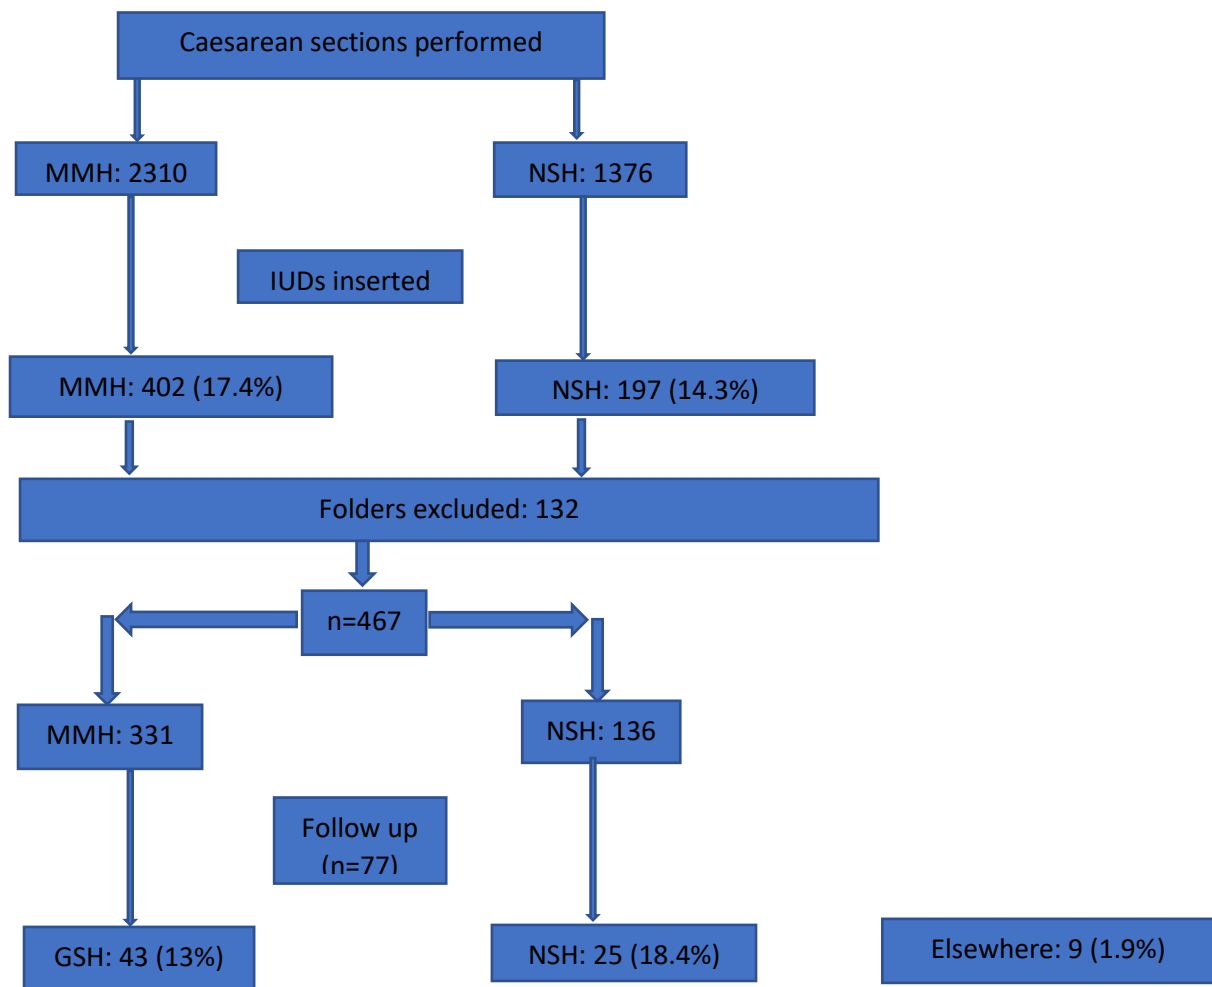 Caesarean sections performed
MMH: 2310
NSH: 1376
IUDs inserted
MMH: 402 (17.4%)
NSH: 197 (14.3%)
Folders excluded: 132
n=467
MMH: 331
NSH: 136
Follow up
(n=77)
GSH: 43 (13%)
NSH: 25 (18.4%)
Elsewhere: 9 (1.9%)